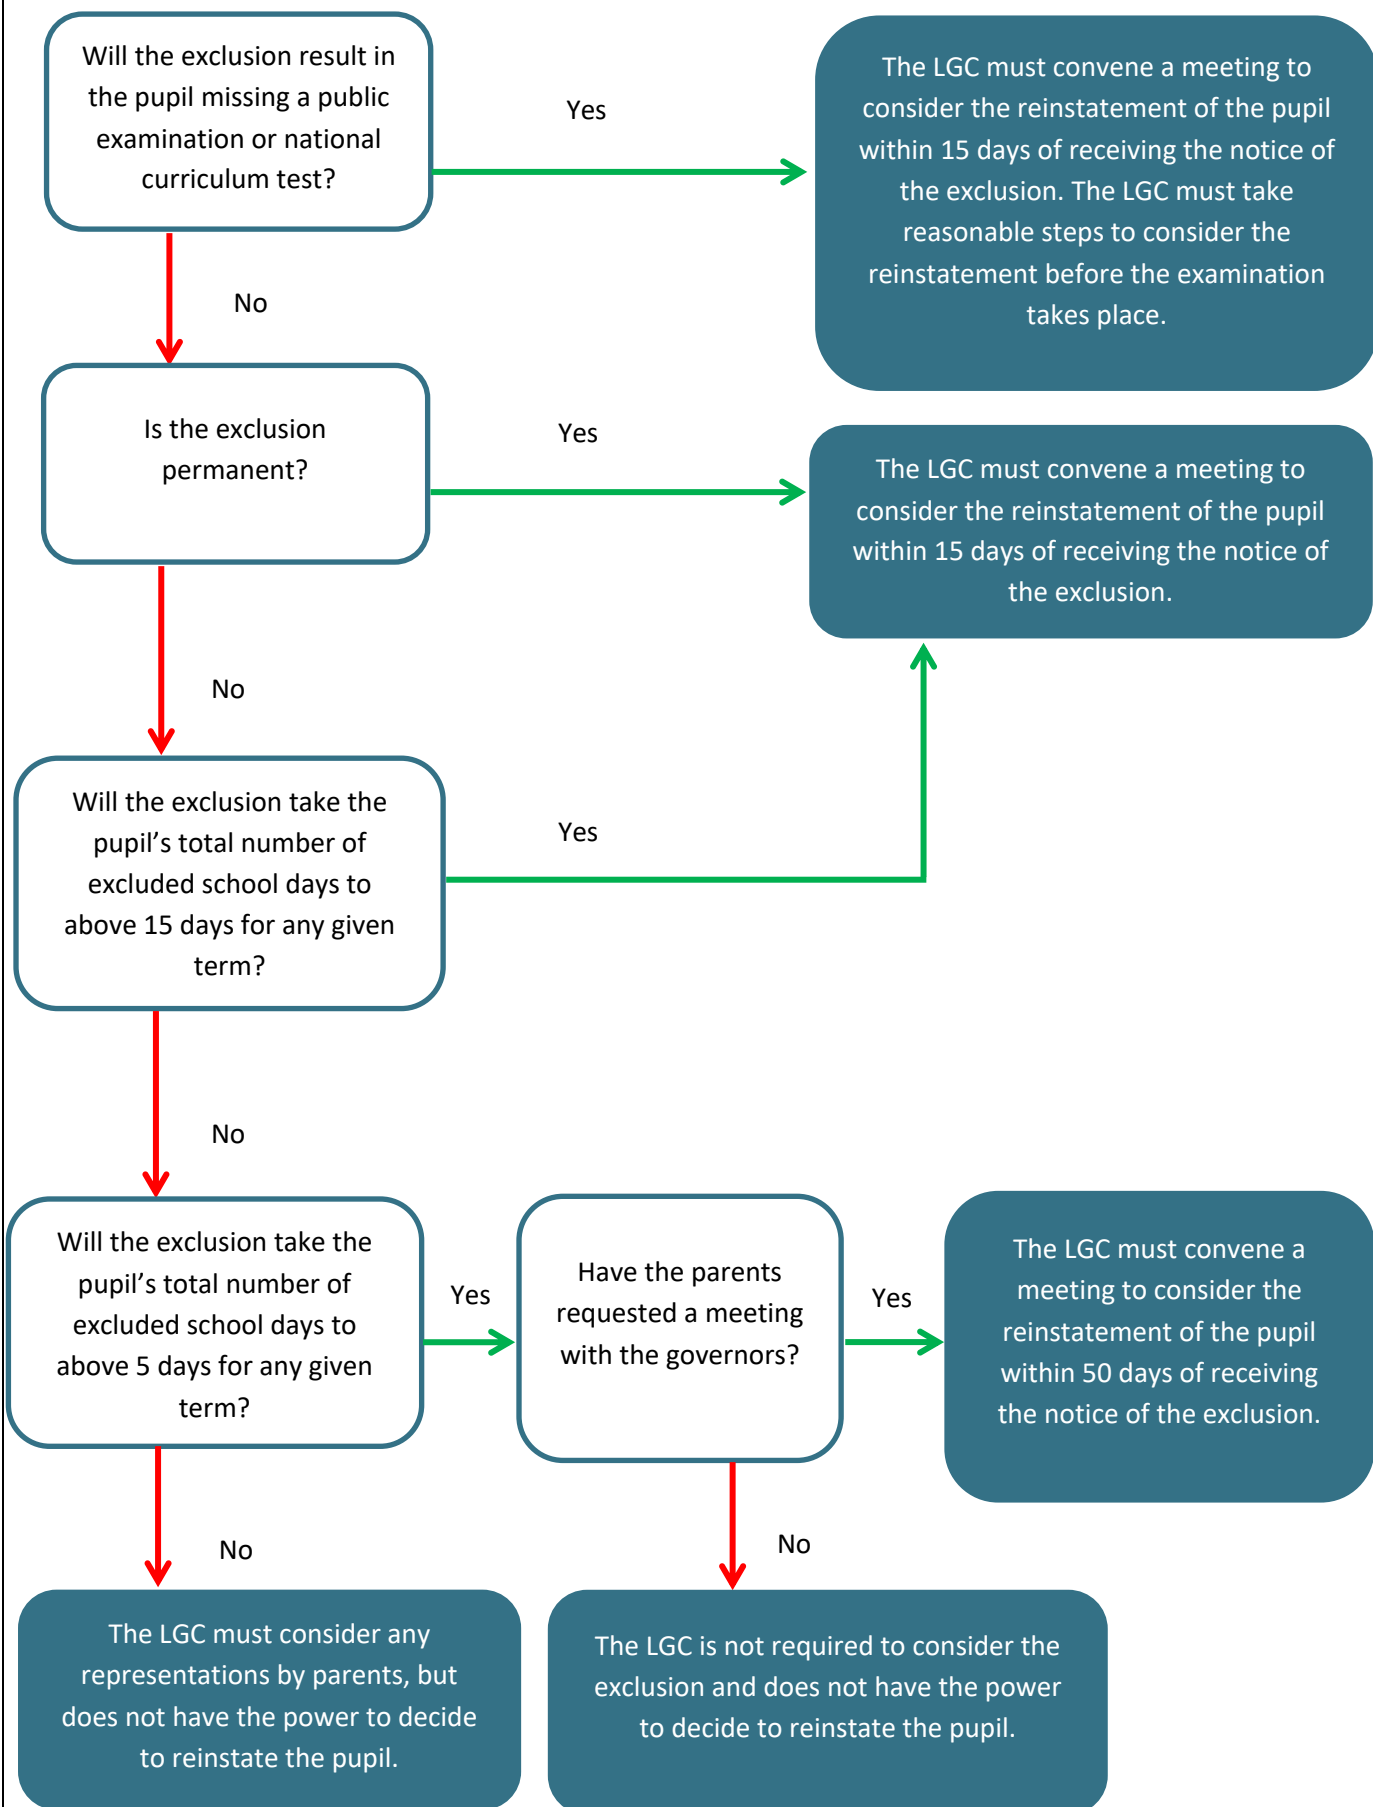 Will the exclusion result in
the pupil missing a public
examination or national
curriculum test?
Yes
The LGC must convene a meeting to
consider the reinstatement of the pupil
within 15 days of receiving the notice of
the exclusion. The LGC must take
reasonable steps to consider the
reinstatement before the examination
takes place.
No
Is the exclusion
permanent?
Yes
The LGC must convene a meeting to
consider the reinstatement of the pupil
within 15 days of receiving the notice of
the exclusion.
No
Will the exclusion take the
pupil’s total number of
excluded school days to
above 15 days for any given
term?
Yes
No
Will the exclusion take the
pupil’s total number of
excluded school days to
above 5 days for any given
term?
Yes
Have the parents
requested a meeting
with the governors?
Yes
The LGC must convene a
meeting to consider the
reinstatement of the pupil
within 50 days of receiving
the notice of the exclusion.
No
No
The LGC must consider any
representations by parents, but
does not have the power to decide
to reinstate the pupil.
The LGC is not required to consider the
exclusion and does not have the power
to decide to reinstate the pupil.